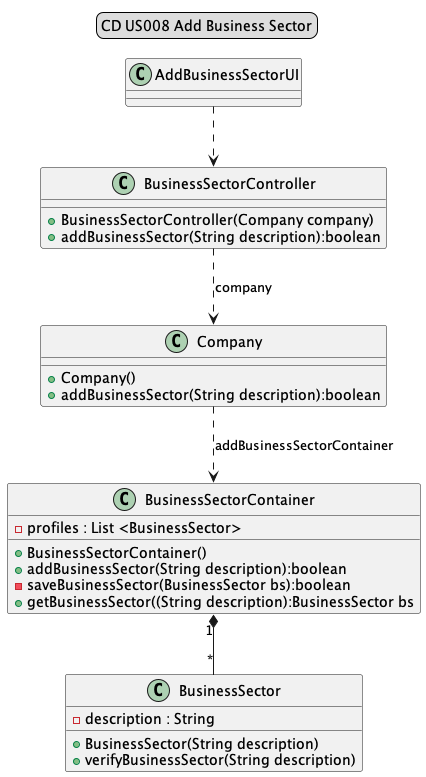 CD US008 Add Business Sector
C AddBusinessSectorUI
C BusinessSectorController
BusinessSectorController(Company company)
addBusinessSector(String description):boolean
company
C Company
Company()
addBusinessSector(String description):boolean
addBusinessSectorContainer
C BusinessSectorContainer
profiles : List <BusinessSector>
BusinessSectorContainer()
addBusinessSector(String description):boolean
saveBusinessSector(BusinessSector bs):boolean
getBusinessSector((String description):BusinessSector bs
1
*
C BusinessSector
description : String
BusinessSector(String description)
verifyBusinessSector(String description)